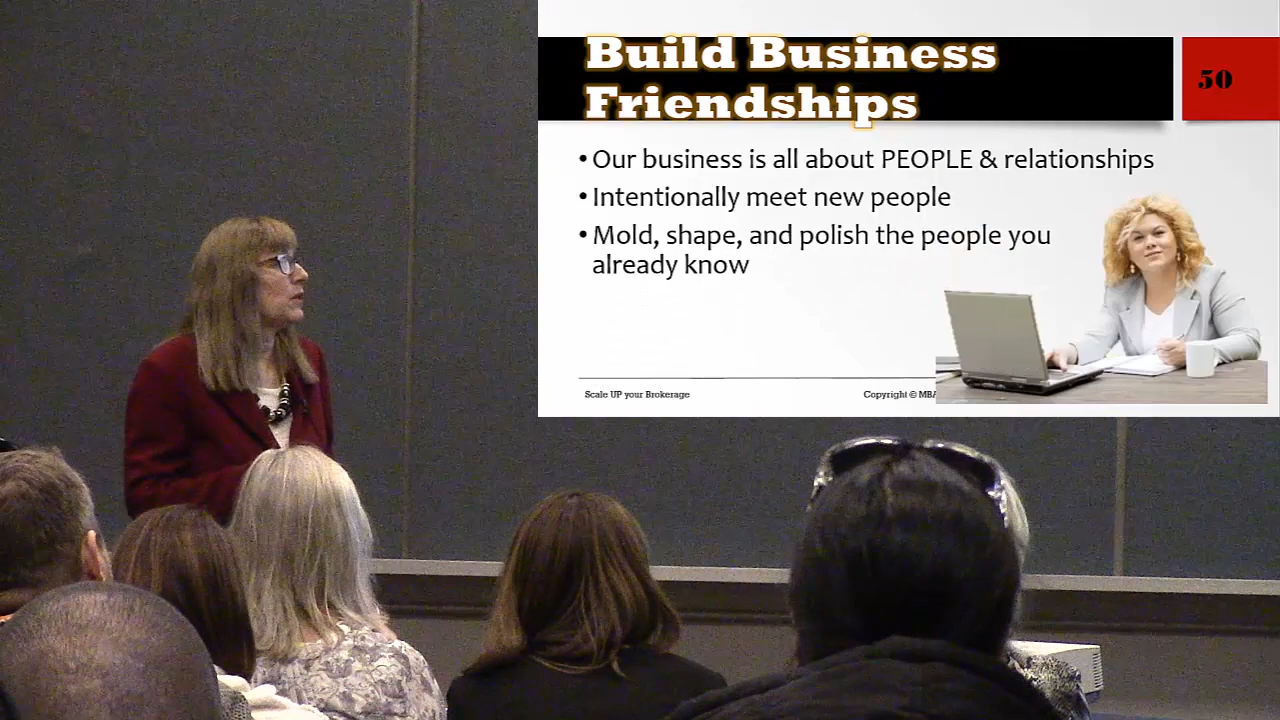 Build Business
Friendships
50
• Our business is all about PEOPLE & relationships
• Intentionally meet new people
• Mold, shape, and polish the people you
already know
Scale UP your Brokerage
Copyright © MBA